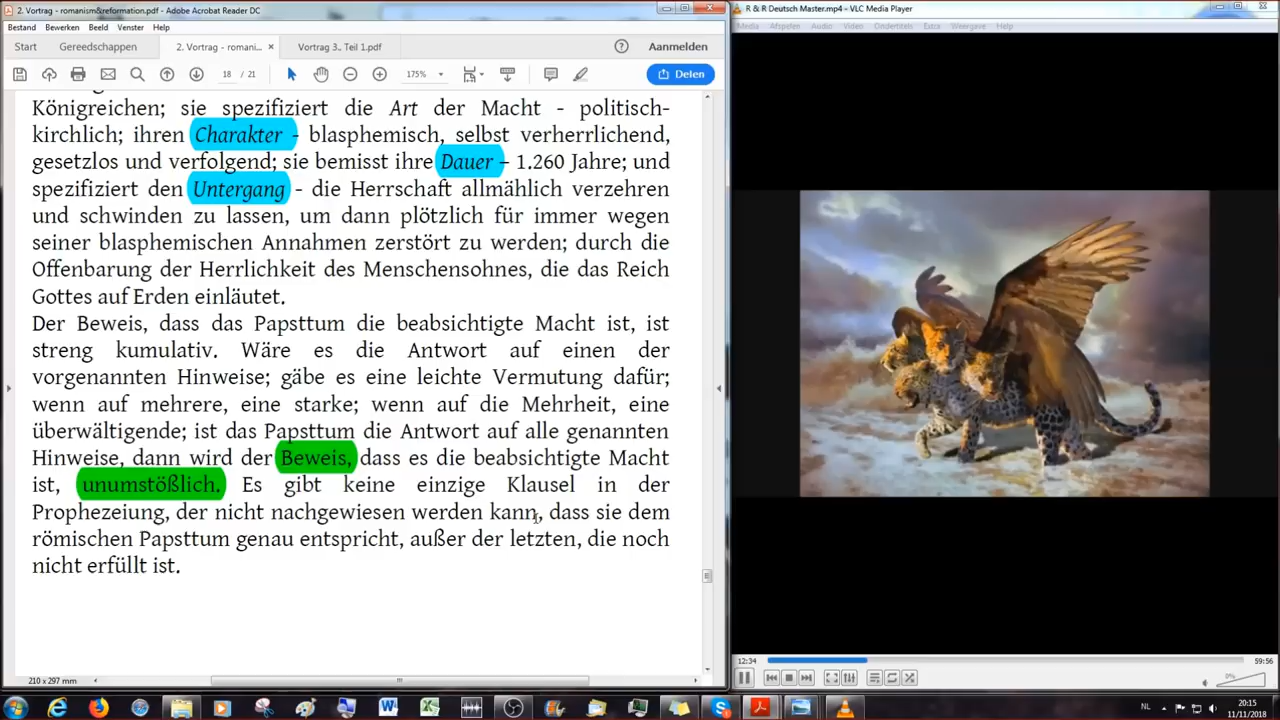 2. Vortrag - romanism&reformation.pdf - Adobe Acrobat Reader DC
Bestand Bewerken Beeld Venster Help
Start Gereedschappen 2. Vortrag - romani... × Vortrag 3.. Teil 1.pdf Aanmelden
18 / 21 175% Delen
Königreichen; sie spezifiziert die Art der Macht - politisch-
kirchlich; ihren Charakter - blasphemisch, selbst verherrlichend,
gesetzlos und verfolgend; sie bemisst ihre Dauer – 1.260 Jahre; und
spezifiziert den Untergang - die Herrschaft allmählich verzehren
und schwinden zu lassen, um dann plötzlich für immer wegen
seiner blasphemischen Annahmen zerstört zu werden; durch die
Offenbarung der Herrlichkeit des Menschensohnes, die das Reich
Gottes auf Erden einläutet.
Der Beweis, dass das Papsttum die beabsichtigte Macht ist, ist
streng kumulativ. Wäre es die Antwort auf einen der
vorgenannten Hinweise; gäbe es eine leichte Vermutung dafür;
wenn auf mehrere, eine starke; wenn auf die Mehrheit, eine
überwältigende; ist das Papsttum die Antwort auf alle genannten
Hinweise, dann wird der Beweis, dass es die beabsichtigte Macht
ist, unumstößlich. Es gibt keine einzige Klausel in der
Prophezeiung, der nicht nachgewiesen werden kann, dass sie dem
römischen Papsttum genau entspricht, außer der letzten, die noch
nicht erfüllt ist.
210 x 297 mm
R & R Deutsch Master.mp4 - VLC Media Player
Media Afspelen Audio Video Ondertitels Extra Weergave Help
12:34 59:56
0%
NL 20:15
11/11/2018